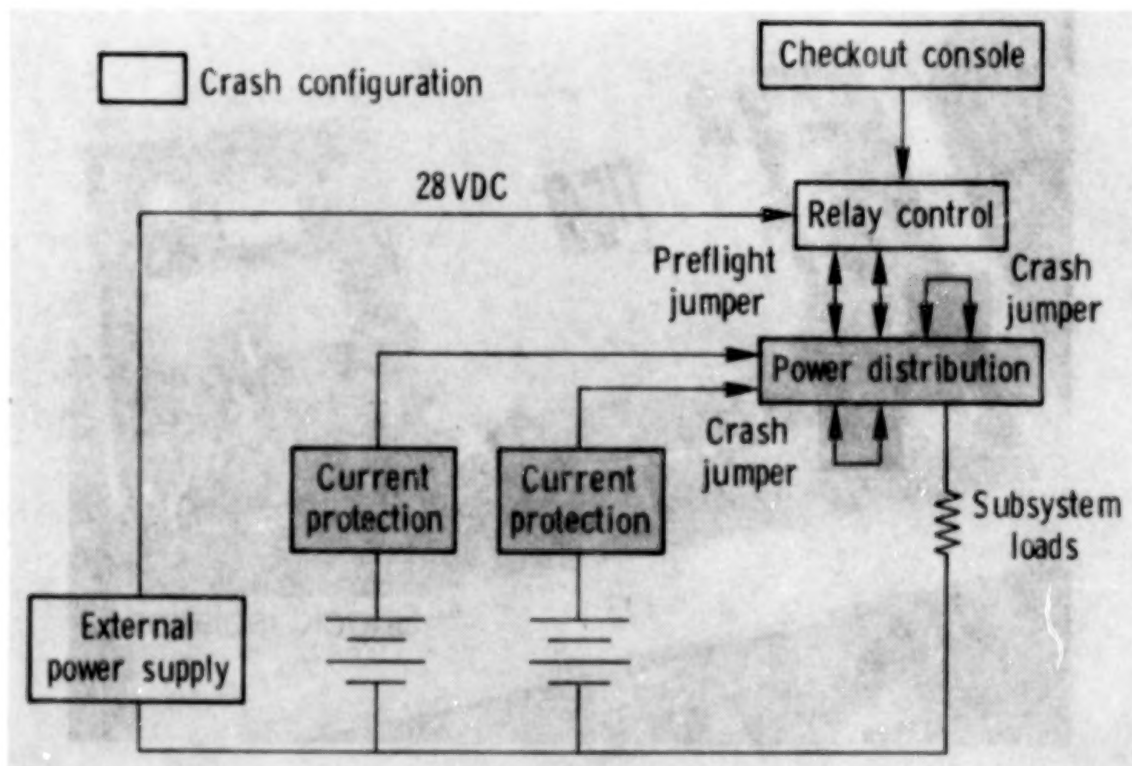 Checkout console
Crash configuration
28 VDC
Relay control
Preflight
jumper
Crash
jumper
Power distribution
Crash
jumper
Current
protection
Current
protection
Subsystem
loads
External
power supply